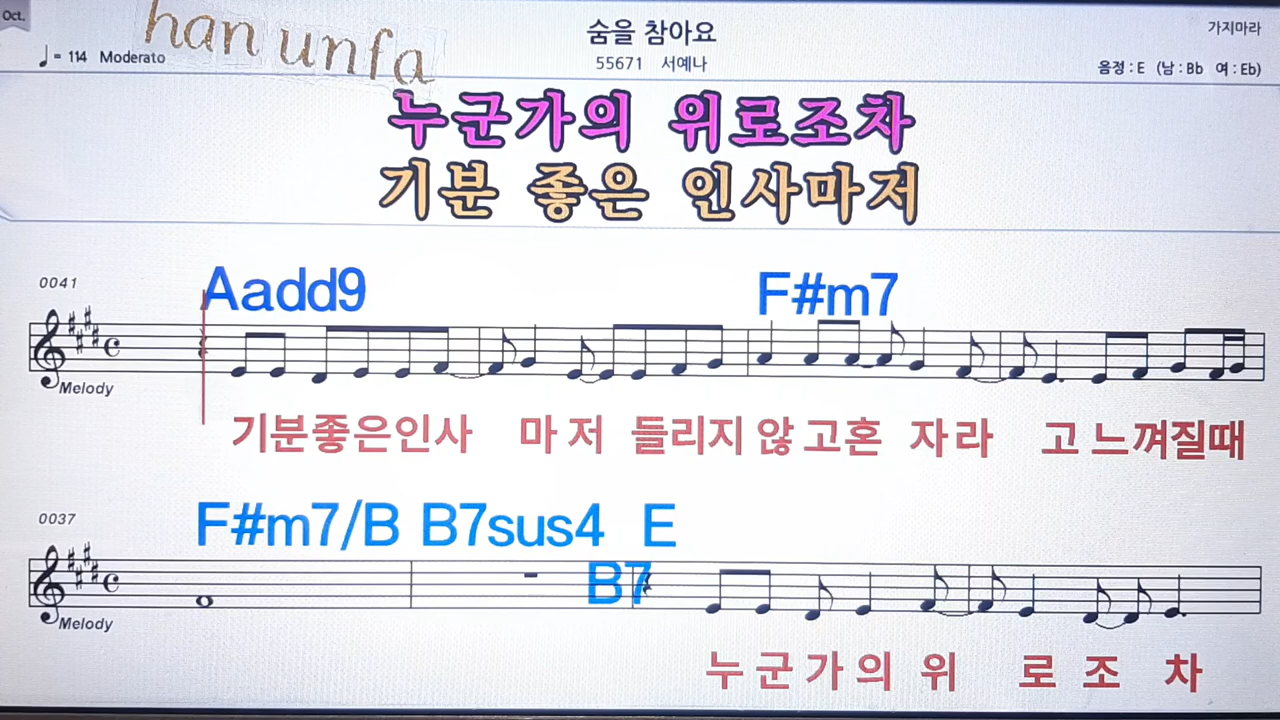 Oct.
han unfa
숨을 참아요
가지마라
♩= 114 Moderato
55671 서예나
음정 : E (남 : Bb 여 : Eb)
누군가의 위로조차
기분 좋은 인사마저
0041
Aadd9 F#m7
Melody
기분좋은인사 마 저 들리지 않 고혼 자라 고 느껴질때
0037
F#m7/B B7sus4 E
B7
Melody
누 군 가 의 위 로 조 차